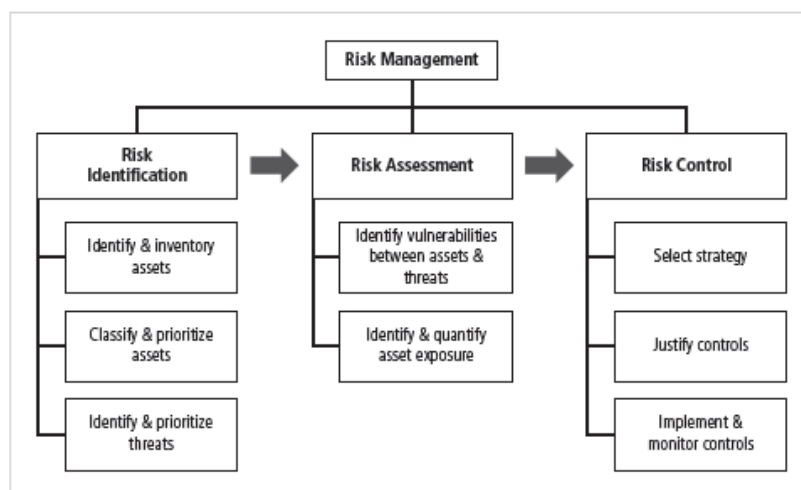 Risk Management
Risk
Identification
Risk Assessment
Risk Control
Identify & inventory
assets
Classify & prioritize
assets
Identify & prioritize
threats
Identify vulnerabilities
between assets &
threats
Identify & quantify
asset exposure
Select strategy
Justify controls
Implement &
monitor controls